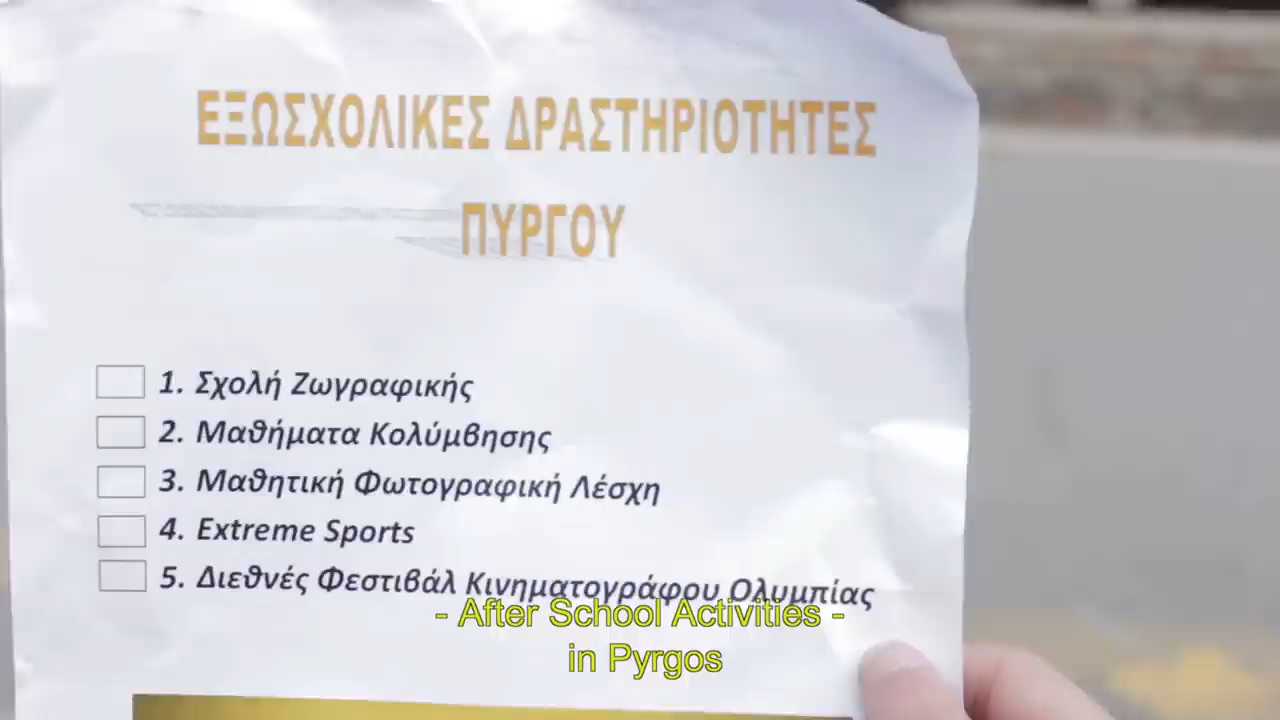 ΕΞΩΣΧΟΛΙΚΕΣ ΔΡΑΣΤΗΡΙΟΤΗΤΕΣ
ΠΥΡΓΟΥ
1. Σχολή Ζωγραφικής
2. Μαθήματα Κολύμβησης
3. Μαθητική Φωτογραφική Λέσχη
4. Extreme Sports
5. Διεθνές Φεστιβάλ Κινηματογράφου Ολυμπίας
- After School Activities -
in Pyrgos